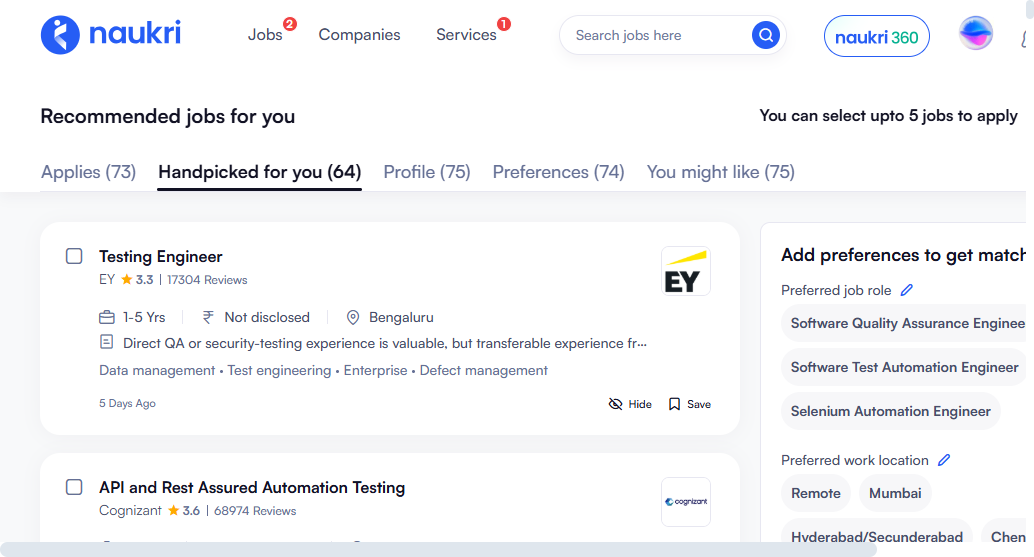 naukri
Jobs 2 Companies Services 1 Search jobs here naukri 360
Recommended jobs for you
You can select upto 5 jobs to apply
Applies (73) Handpicked for you (64) Profile (75) Preferences (74) You might like (75)
Testing Engineer
EY 3.3 | 17304 Reviews
EY
1-5 Yrs ₹ Not disclosed Bengaluru
Direct QA or security-testing experience is valuable, but transferable experience fr...
Data management · Test engineering · Enterprise · Defect management
5 Days Ago
Hide Save
API and Rest Assured Automation Testing
Cognizant 3.6 | 68974 Reviews
cognizant
Add preferences to get match
Preferred job role
Software Quality Assurance Enginee
Software Test Automation Engineer
Selenium Automation Engineer
Preferred work location
Remote Mumbai
Hyderabad/Secunderabad Chen